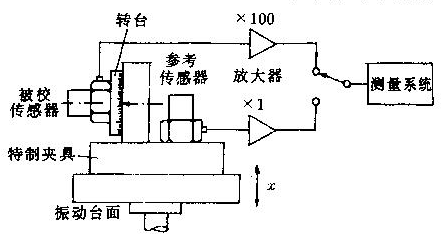 ×100
转台
参考
传感器
放大器
被校
传感器
测量系统
×1
特制夹具
x
振动台面